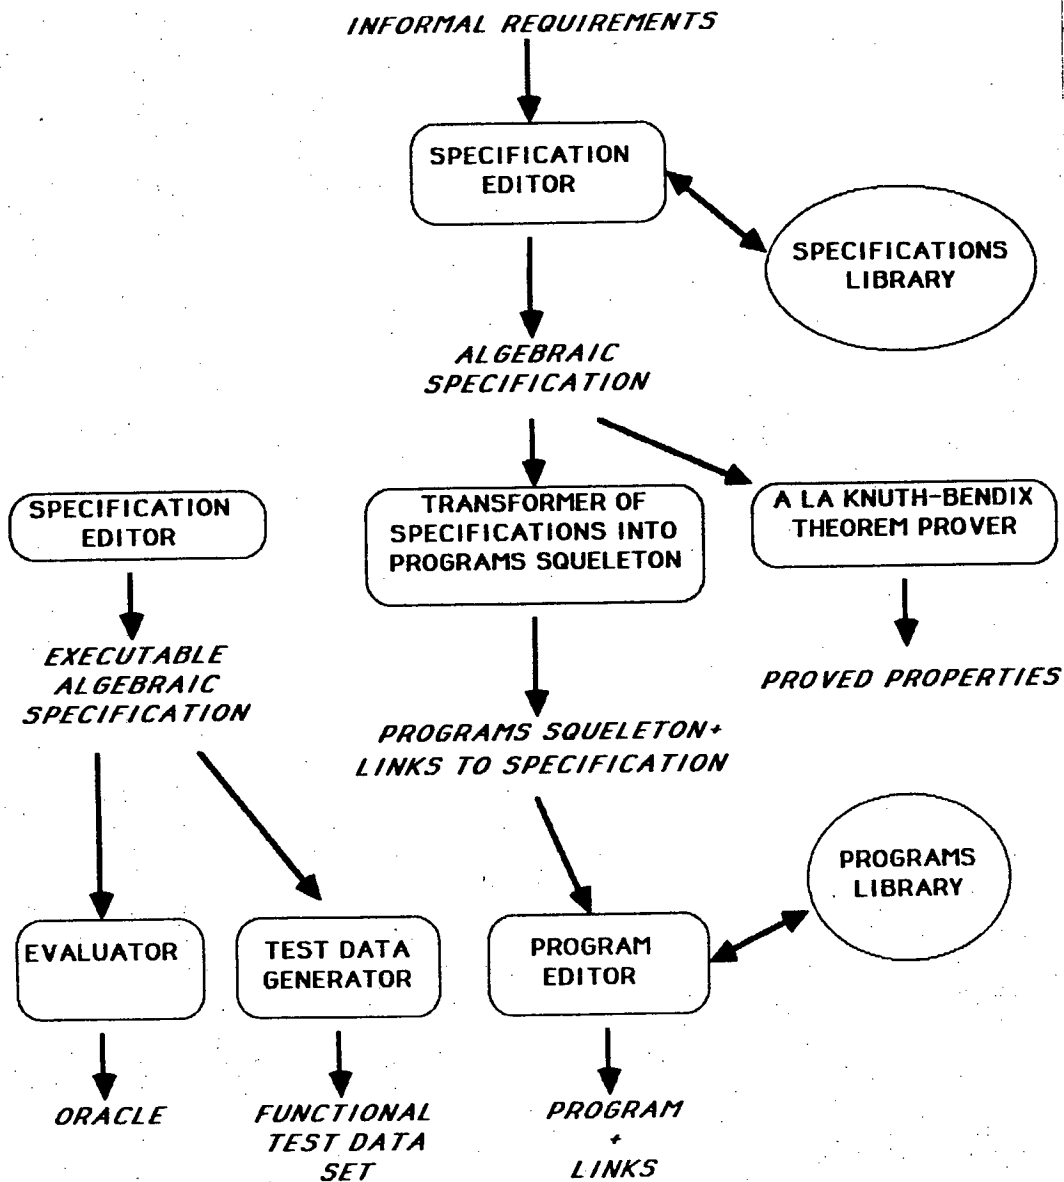 INFORMAL REQUIREMENTS
SPECIFICATION
EDITOR
SPECIFICATIONS
LIBRARY
ALGEBRAIC
SPECIFICATION
SPECIFICATION
EDITOR
TRANSFORMER OF
SPECIFICATIONS INTO
PROGRAMS SQUELETON
A LA KNUTH-BENDIX
THEOREM PROVER
EXECUTABLE
ALGEBRAIC
SPECIFICATION
PROVED PROPERTIES
PROGRAMS SQUELETON+
LINKS TO SPECIFICATION
PROGRAMS
LIBRARY
EVALUATOR
TEST DATA
GENERATOR
PROGRAM
EDITOR
ORACLE
FUNCTIONAL
TEST DATA
SET
PROGRAM
+
LINKS